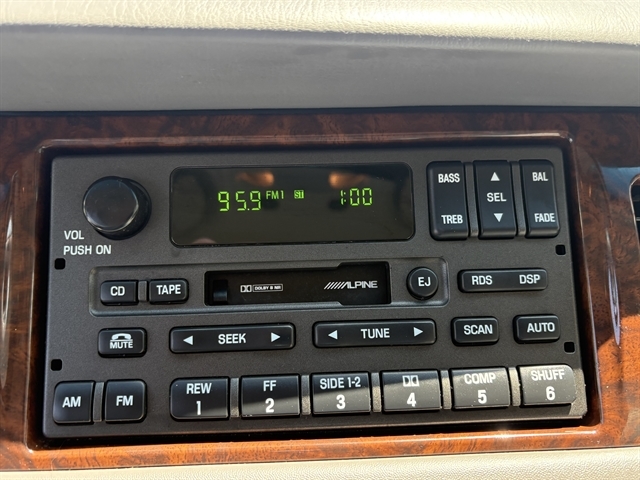 95.9 FM1 ST 1:00
BASS SEL BAL
TREB FADE
VOL
PUSH ON
CD TAPE DOLBY B NR ALPINE EJ RDS DSP
MUTE SEEK TUNE SCAN AUTO
AM FM
REW FF SIDE 1-2 COMP SHUFF
1 2 3 4 5 6